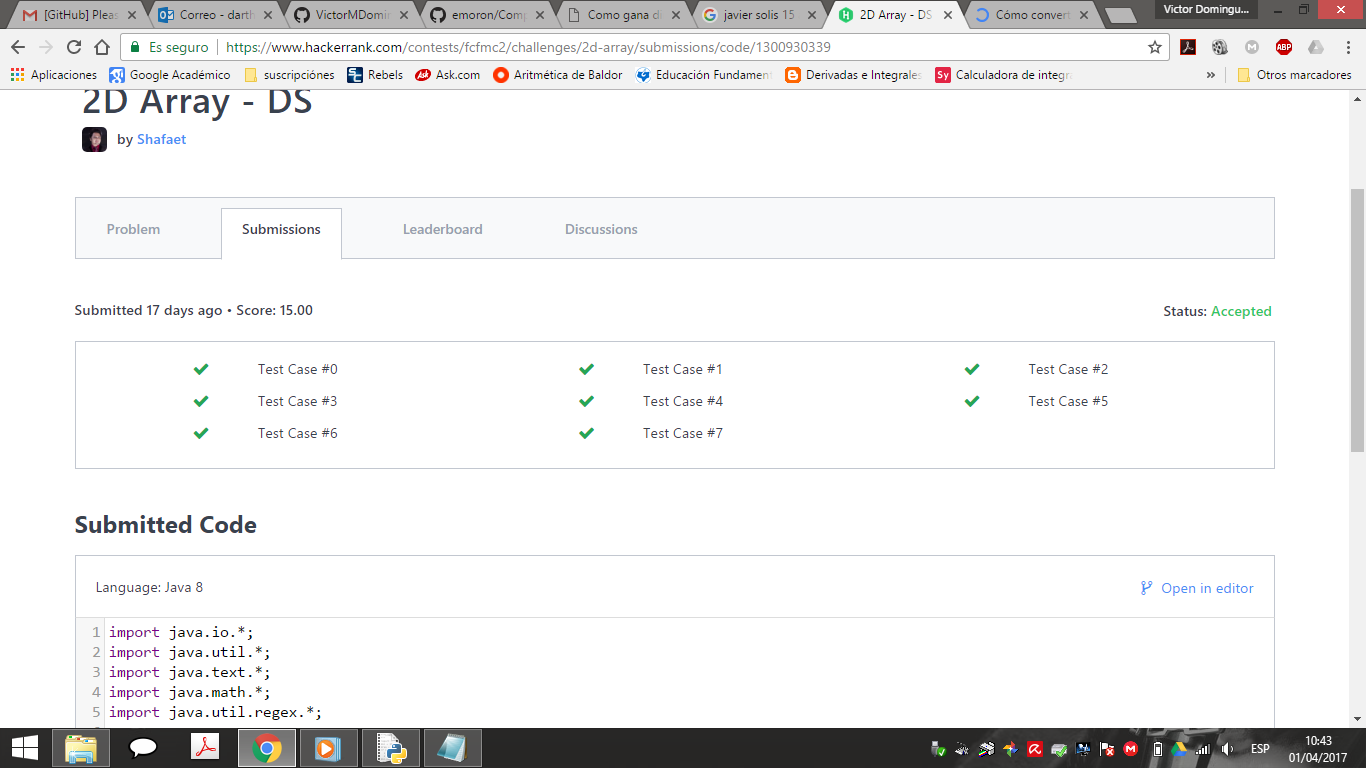 [GitHub] Pleas
Correo - darth
VictorMDomin
emoron/Comp
Como gana di
javier solis 15
2D Array - DS
Cómo convert
Victor Domingu...
Es seguro
https://www.hackerrank.com/contests/fcfmc2/challenges/2d-array/submissions/code/1300930339
Aplicaciones
Google Académico
suscripciónes
Rebels
Ask.com
Aritmética de Baldor
Educación Fundament
Derivadas e Integrales
Calculadora de integra
»
Otros marcadores
2D Array - DS
by Shafaet
Problem
Submissions
Leaderboard
Discussions
Submitted 17 days ago • Score: 15.00
Status: Accepted
Test Case #0
Test Case #1
Test Case #2
Test Case #3
Test Case #4
Test Case #5
Test Case #6
Test Case #7
Submitted Code
Language: Java 8
Open in editor
1 import java.io.*;
2 import java.util.*;
3 import java.text.*;
4 import java.math.*;
5 import java.util.regex.*;
ESP
10:43
01/04/2017